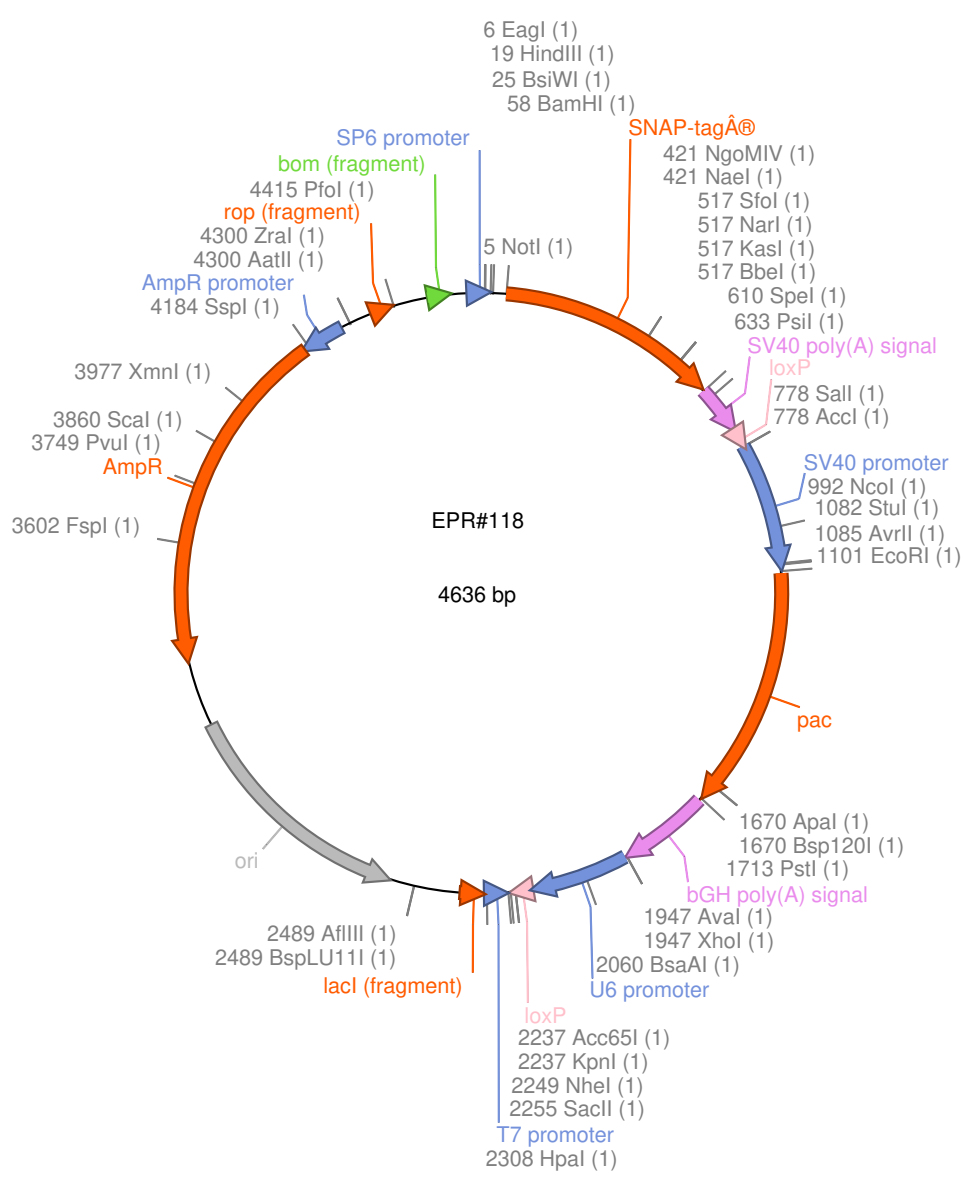 6 EagI (1)
19 HindIII (1)
25 BsiWI (1)
58 BamHI (1)
SNAP-tagÂ®
SP6 promoter
bom (fragment)
421 NgoMIV (1)
421 NaeI (1)
4415 PfoI (1)
517 SfoI (1)
rop (fragment)
517 NarI (1)
4300 ZraI (1)
5 NotI (1)
517 KasI (1)
4300 AatII (1)
517 BbeI (1)
AmpR promoter
610 SpeI (1)
4184 SspI (1)
633 PsiI (1)
SV40 poly(A) signal
loxP
3977 XmnI (1)
778 SalI (1)
3860 ScaI (1)
778 AccI (1)
3749 PvuI (1)
AmpR
SV40 promoter
992 NcoI (1)
1082 StuI (1)
3602 FspI (1)
EPR#118
1085 AvrII (1)
1101 EcoRI (1)
4636 bp
pac
1670 ApaI (1)
1670 Bsp120I (1)
ori
1713 PstI (1)
bGH poly(A) signal
1947 AvaI (1)
2489 AflIII (1)
1947 XhoI (1)
2489 BspLU11I (1)
2060 BsaAI (1)
lacI (fragment)
U6 promoter
loxP
2237 Acc65I (1)
2237 KpnI (1)
2249 NheI (1)
2255 SacII (1)
T7 promoter
2308 HpaI (1)